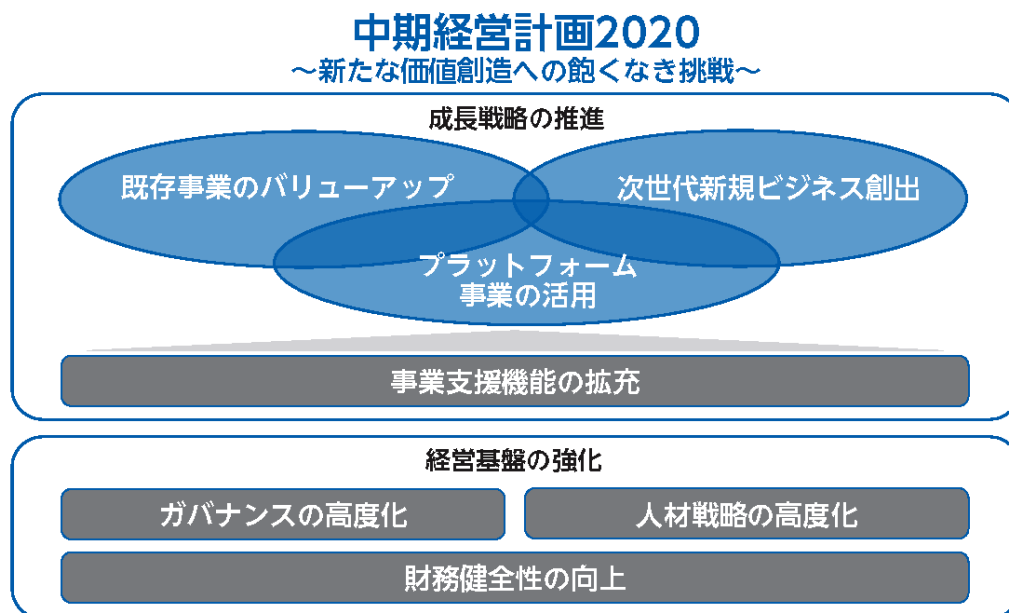 中期経営計画2020
～新たな価値創造への飽くなき挑戦～
成長戦略の推進
既存事業のバリューアップ
次世代新規ビジネス創出
プラットフォーム
事業の活用
事業支援機能の拡充
経営基盤の強化
ガバナンスの高度化
人材戦略の高度化
財務健全性の向上